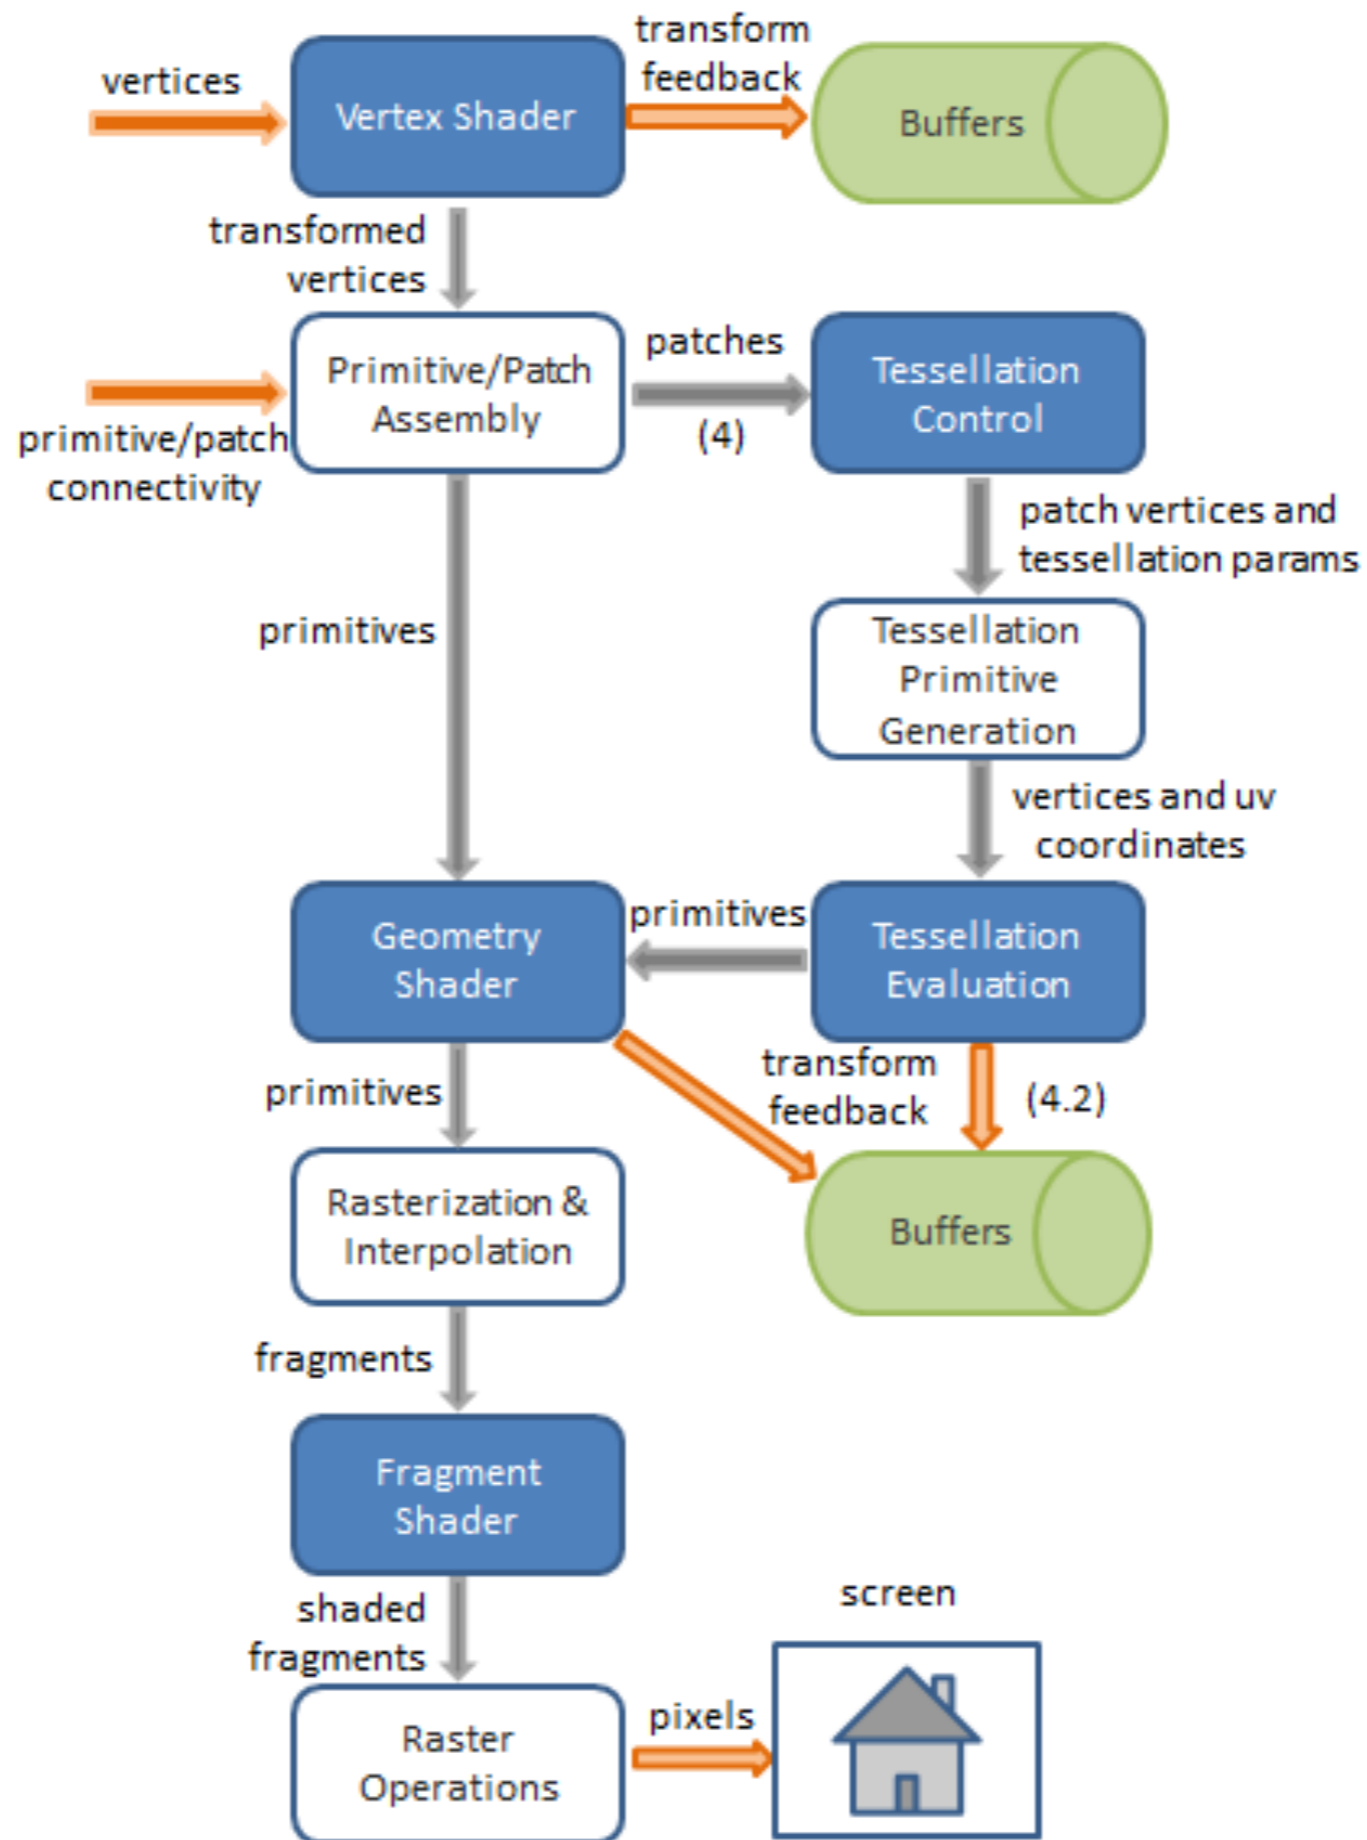 vertices
Vertex Shader
transform
feedback
Buffers
transformed
vertices
primitive/patch
connectivity
Primitive/Patch
Assembly
patches
(4)
Tessellation
Control
patch vertices and
tessellation params
primitives
Tessellation
Primitive
Generation
vertices and uv
coordinates
Geometry
Shader
primitives
Tessellation
Evaluation
primitives
transform
feedback
(4.2)
Rasterization &
Interpolation
Buffers
fragments
Fragment
Shader
shaded
fragments
Raster
Operations
pixels
screen